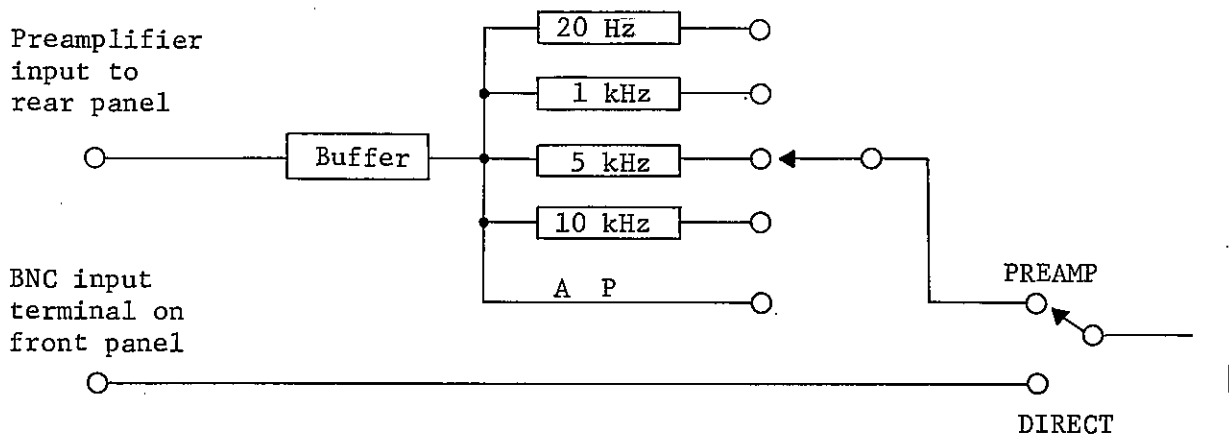 Preamplifier
input to
rear panel
Buffer
20 Hz
1 kHz
5 kHz
10 kHz
A P
BNC input
terminal on
front panel
PREAMP
DIRECT